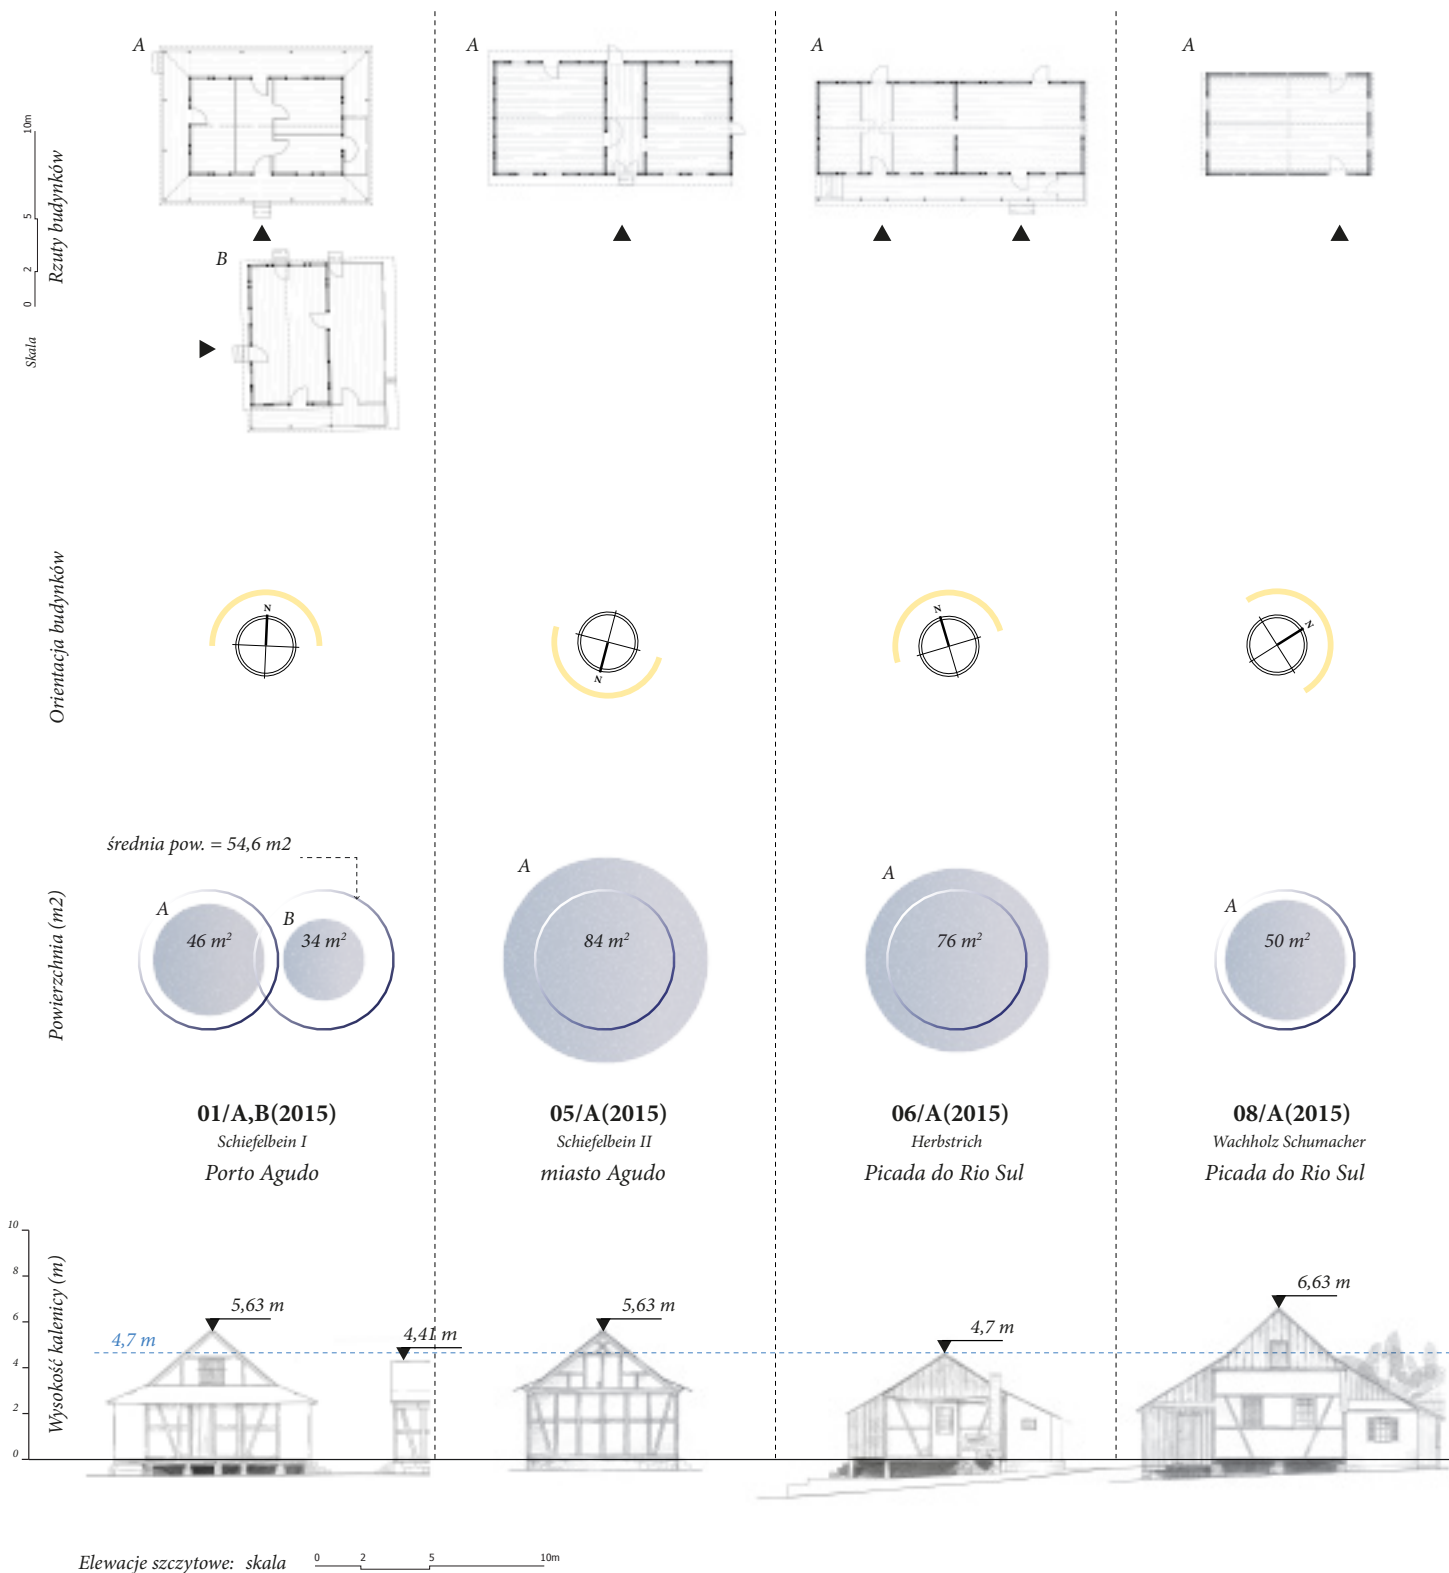 A
A
A
A
10m
5
2
0
Rzuty budynków
Skala
B
Orientacja budynków
N
N
N
N
średnia pow. = 54,6 m2
Powierzchnia (m2)
A
46 m²
B
34 m²
A
84 m²
A
76 m²
A
50 m²
01/A,B(2015)
Schiefelbein I
Porto Agudo
05/A(2015)
Schiefelbein II
miasto Agudo
06/A(2015)
Herbstrich
Picada do Rio Sul
08/A(2015)
Wachholz Schumacher
Picada do Rio Sul
10
8
6
4
2
0
Wysokość kalenicy (m)
4,7 m
5,63 m
4,41 m
5,63 m
4,7 m
6,63 m
Elewacje szczytowe: skala
0 2 5 10m